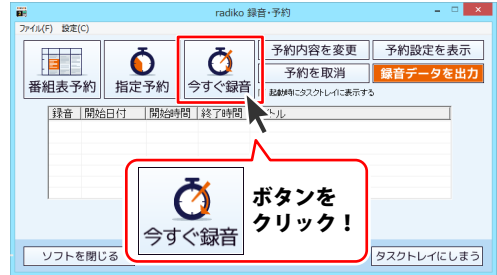 radiko 録音・予約
ファイル(F) 設定(C)
番組表予約 指定予約 今すぐ録音
予約内容を変更 予約設定を表示
予約を取消 録音データを出力
起動時にタスクトレイに表示する
録音 開始日付 開始時間 終了時間 トル
今すぐ録音
ボタンを
クリック！
ソフトを閉じる タスクトレイにしまう